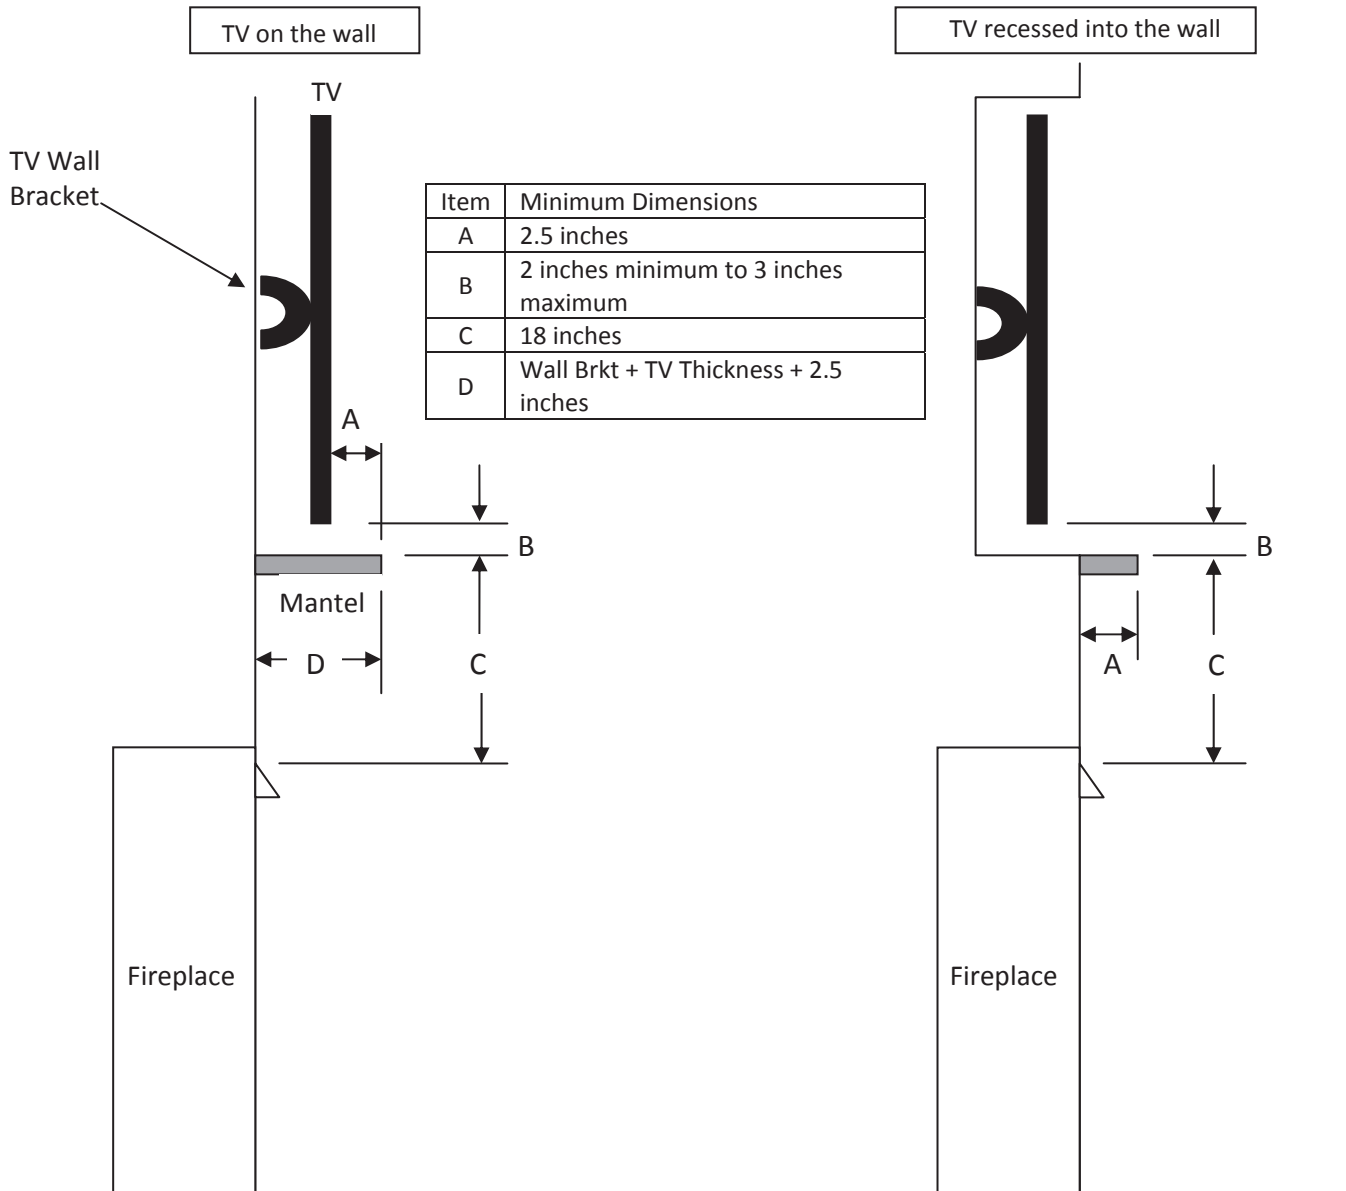 TV on the wall
TV recessed into the wall
TV
TV Wall
Bracket
Item Minimum Dimensions
A 2.5 inches
B 2 inches minimum to 3 inches
maximum
C 18 inches
D Wall Brkt + TV Thickness + 2.5
inches
A
B
B
Mantel
D
C
A
C
Fireplace
Fireplace